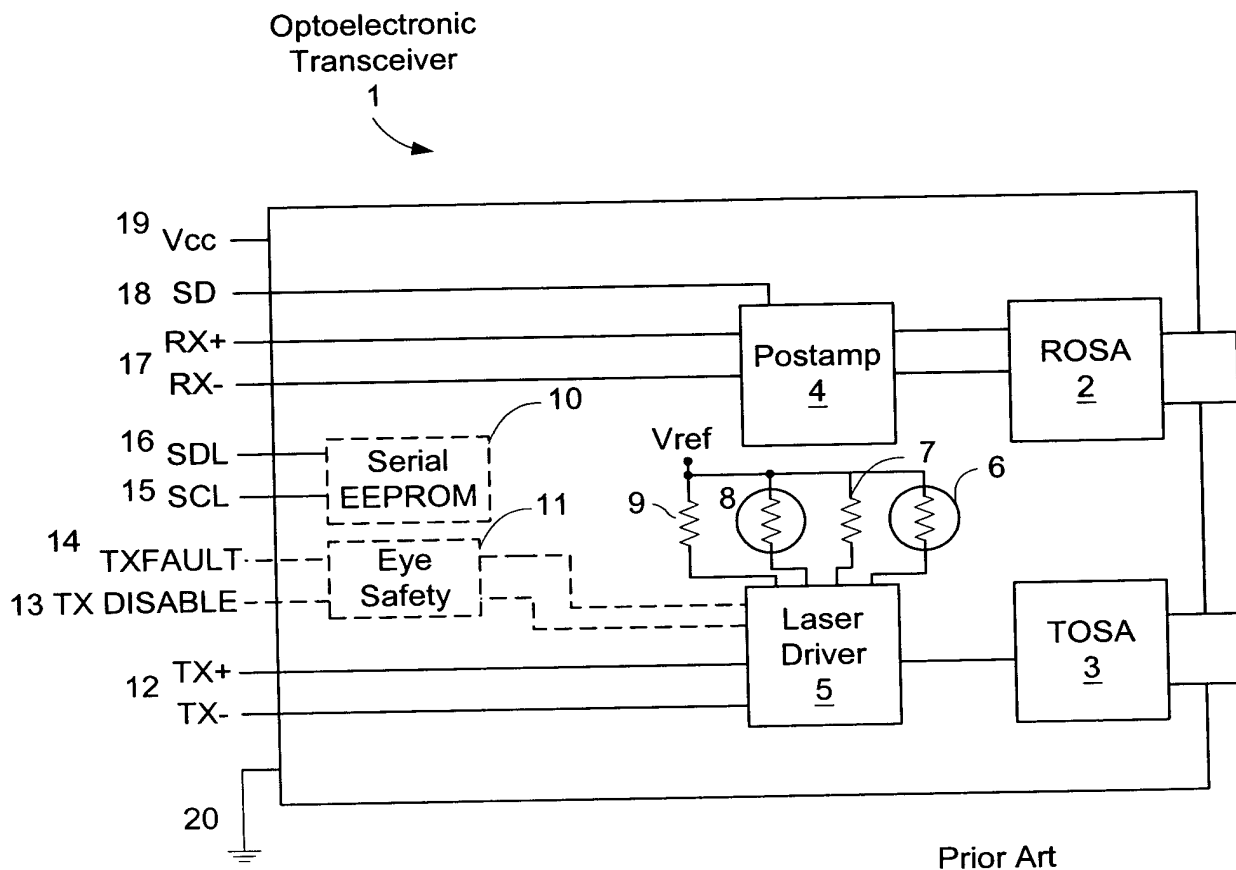 Optoelectronic
Transceiver
1
19
Vcc
18 SD
RX+
17
RX-
Postamp
4
ROSA
2
10
16
SDL
15 SCL
Serial
EEPROM
Vref
7
6
8
9
11
14
TXFAULT
13 TX DISABLE
Eye
Safety
Laser
Driver
5
TOSA
3
TX+
12
TX-
20
Prior Art